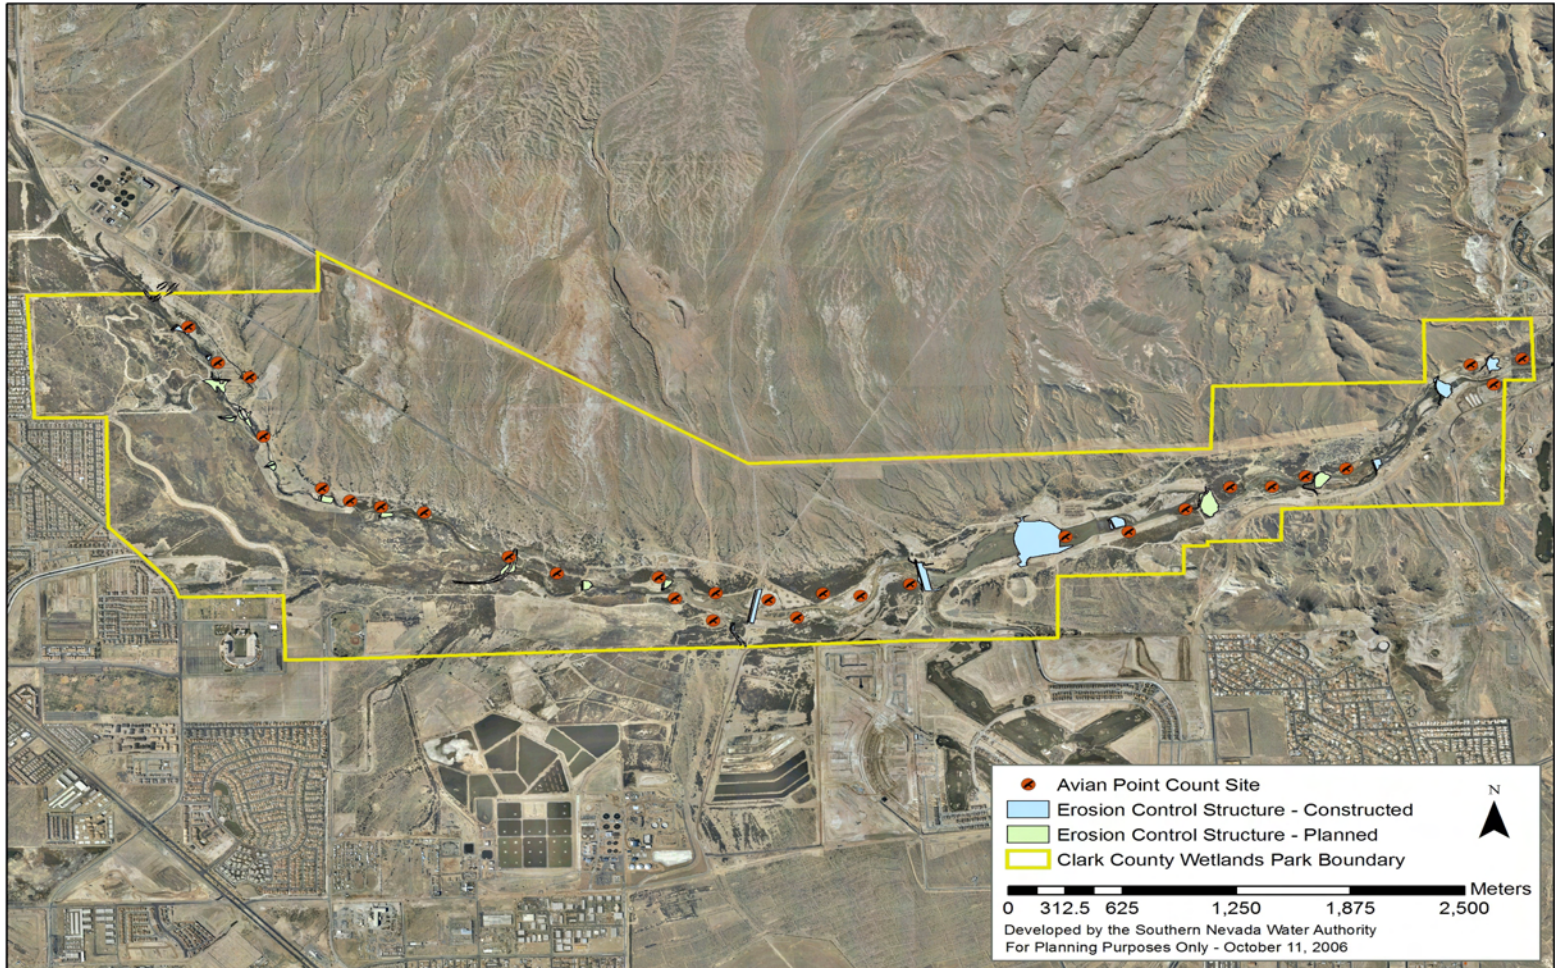 Avian Point Count Site
Erosion Control Structure - Constructed
Erosion Control Structure - Planned
Clark County Wetlands Park Boundary
N
Meters
0 312.5 625 1,250 1,875 2,500
Developed by the Southern Nevada Water Authority
For Planning Purposes Only - October 11, 2006